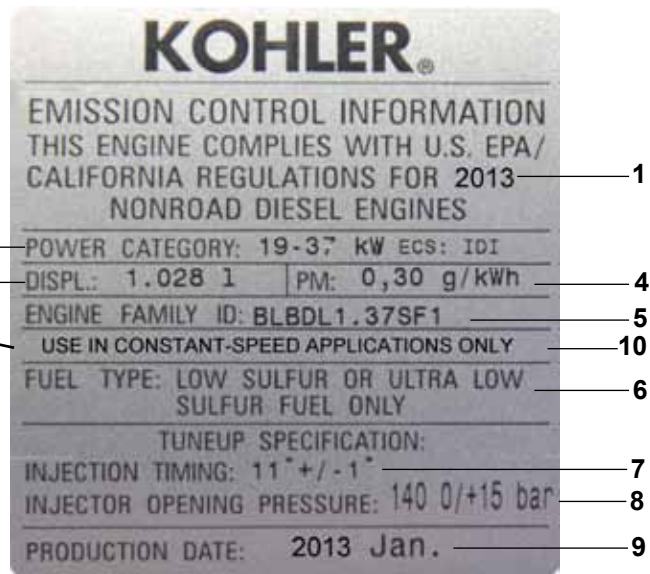 KOHLER®
EMISSION CONTROL INFORMATION
THIS ENGINE COMPLIES WITH U.S. EPA/
CALIFORNIA REGULATIONS FOR 2013 1
NONROAD DIESEL ENGINES
POWER CATEGORY: 19-37 kW ECS: IDI
DISPL.: 1.028 l PM: 0,30 g/kWh 4
ENGINE FAMILY ID: BLBDL1.37SF1 5
USE IN CONSTANT-SPEED APPLICATIONS ONLY 10
FUEL TYPE: LOW SULFUR OR ULTRA LOW 6
SULFUR FUEL ONLY
TUNEUP SPECIFICATION:
INJECTION TIMING: 11°+/-1° 7
INJECTOR OPENING PRESSURE: 140 0/+15 bar 8
PRODUCTION DATE: 2013 Jan. 9